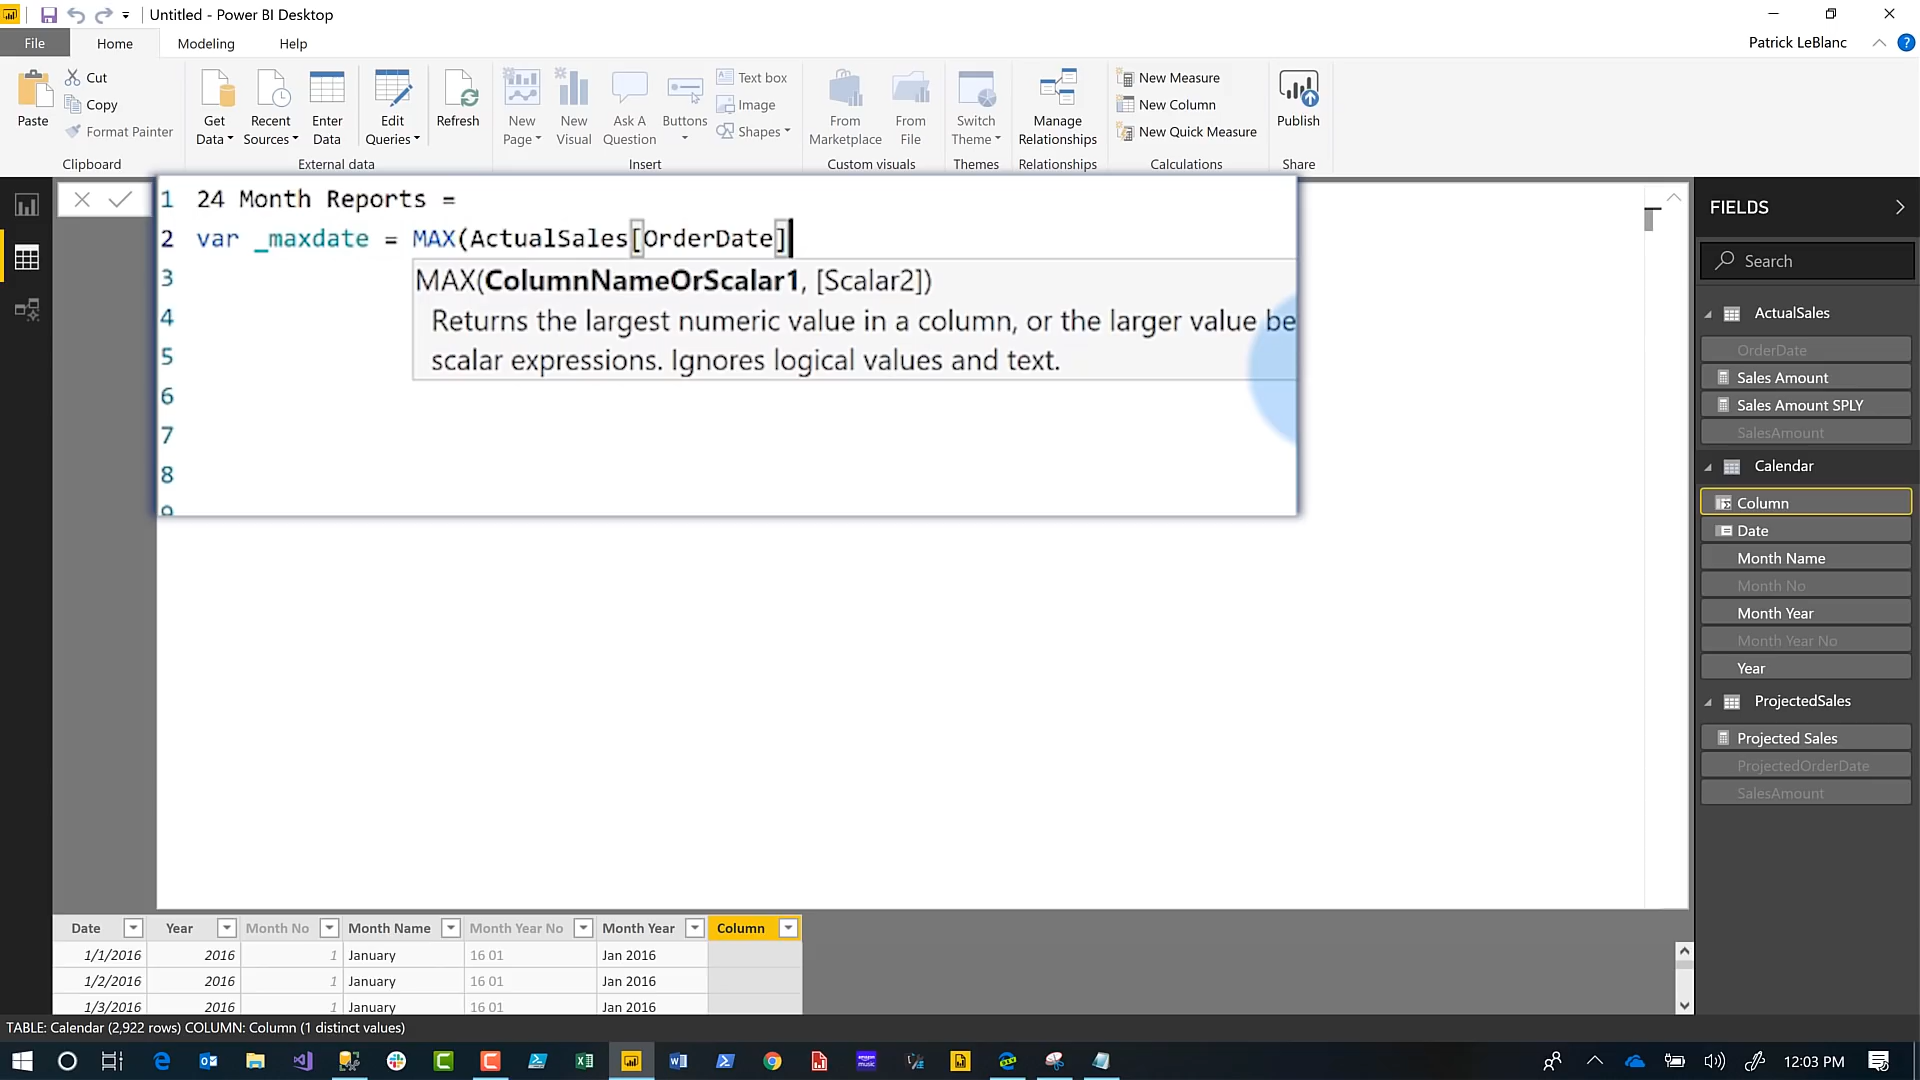 Untitled - Power BI Desktop
File Home Modeling Help
Patrick LeBlanc
?
Paste
Cut
Copy
Format Painter
Clipboard
Get Data
Recent Sources
Enter Data
Edit Queries
Refresh
External data
New Page
New Visual
Ask A Question
Buttons
Text box
Image
Shapes
Insert
From Marketplace
From File
Custom visuals
Switch Theme
Themes
Manage Relationships
Relationships
New Measure
New Column
New Quick Measure
Calculations
Publish
Share
1 24 Month Reports =
2 var _maxdate = MAX(ActualSales[OrderDate]
3
4
5
6
7
8
9
MAX(ColumnNameOrScalar1, [Scalar2])
Returns the largest numeric value in a column, or the larger value be
scalar expressions. Ignores logical values and text.
FIELDS
Search
ActualSales
OrderDate
Sales Amount
Sales Amount SPLY
SalesAmount
Calendar
Column
Date
Month Name
Month No
Month Year
Month Year No
Year
ProjectedSales
Projected Sales
ProjectedOrderDate
SalesAmount
Date Year Month No Month Name Month Year No Month Year Column
1/1/2016 2016 1 January 16 01 Jan 2016
1/2/2016 2016 1 January 16 01 Jan 2016
1/3/2016 2016 1 January 16 01 Jan 2016
TABLE: Calendar (2,922 rows) COLUMN: Column (1 distinct values)
12:03 PM